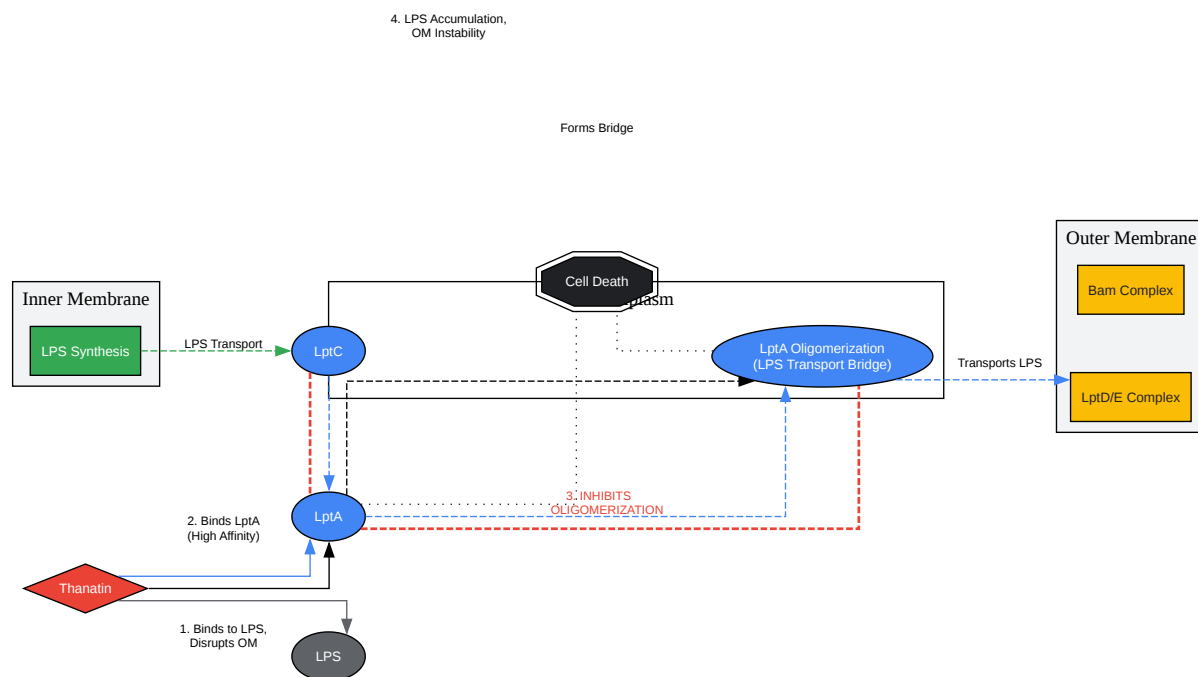 4. LPS Accumulation,
OM Instability
Forms Bridge
Outer Membrane
Bam Complex
LptD/E Complex
Inner Membrane
LPS Synthesis
LPS Transport
Cell Death
LptC
LptA Oligomerization
(LPS Transport Bridge)
Transports LPS
3. INHIBITS
OLIGOMERIZATION
LptA
2. Binds LptA
(High Affinity)
Thanatin
1. Binds to LPS,
Disrupts OM
LPS